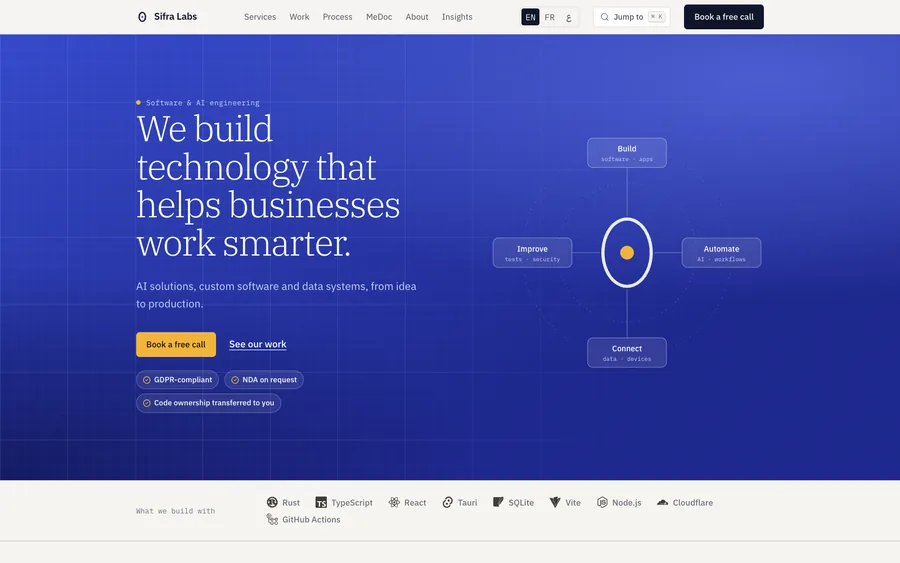 Sifra Labs
Services Work Process MeDoc About Insights
EN FR ع
Jump to ⌘ K
Book a free call
Software & AI engineering
We build
technology that
helps businesses
work smarter.
AI solutions, custom software and data systems, from idea
to production.
Book a free call See our work
GDPR-compliant NDA on request
Code ownership transferred to you
Build
software · apps
Improve
tests · security
Automate
AI · workflows
Connect
data · devices
What we build with
Rust TypeScript React Tauri SQLite Vite Node.js Cloudflare
GitHub Actions